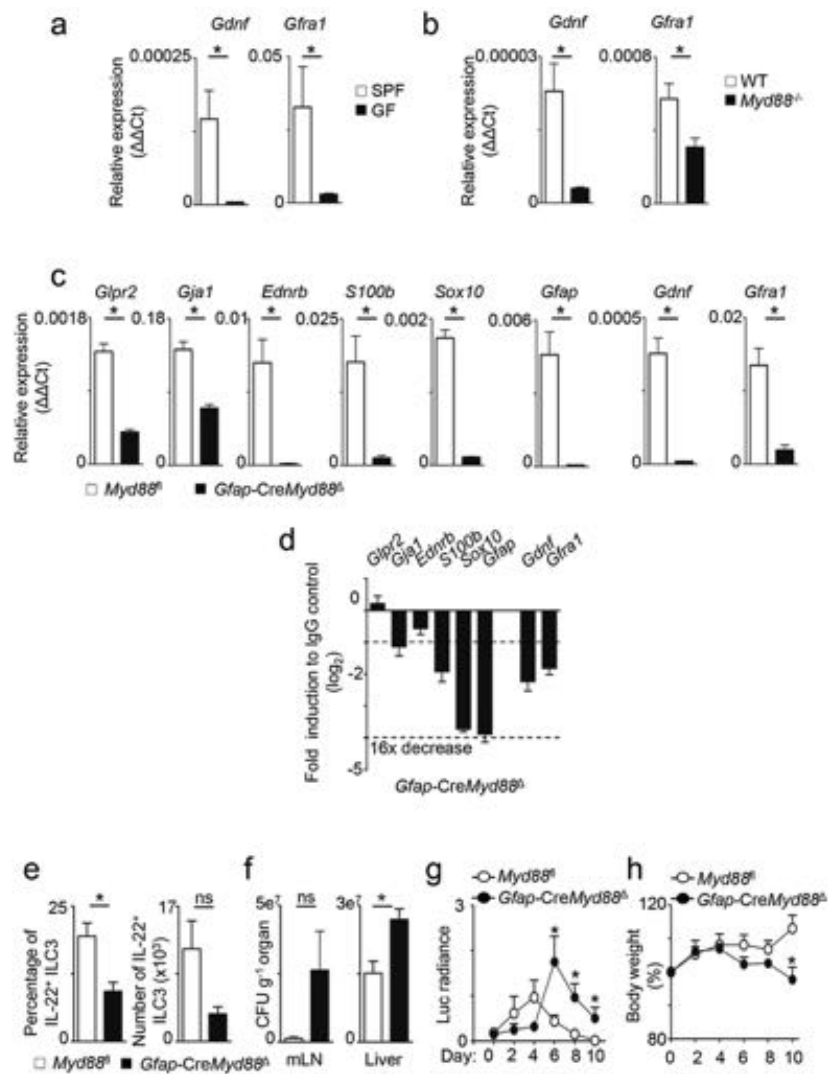 a
Gdnf
Gfra1
0.00025
0.05
*
*
Relative expression
(ΔΔCt)
0
0
SPF
GF
b
Gdnf
Gfra1
0.00003
0.0008
*
*
Relative expression
(ΔΔCt)
0
0
WT
Myd88-/-
c
Glpr2
Gja1
Ednrb
S100b
Sox10
Gfap
Gdnf
Gfra1
0.0018
0.18
0.01
0.025
0.002
0.006
0.0005
0.02
* * * * * * * *
Relative expression
(ΔΔCt)
0 0 0 0 0 0 0 0
Myd88fl
Gfap-CreMyd88Δ
d
Glpr2
Gja1
Ednrb
S100b
Sox10
Gfap
Gdnf
Gfra1
Fold induction to IgG control
(log2)
0
-2
-5
16x decrease
Gfap-CreMyd88Δ
e
Percentage of
IL-22+ ILC3
25
0
*
Number of IL-22+
ILC3 (x10³)
17
0
ns
Myd88fl
Gfap-CreMyd88Δ
f
CFU g-1 organ
5e7
0
ns
mLN
3e7
0
*
Liver
g
Myd88fl
Gfap-CreMyd88Δ
Luc radiance
3
0
* * *
Day: 0 2 4 6 8 10
h
Myd88fl
Gfap-CreMyd88Δ
Body weight
(%)
120
80
*
0 2 4 6 8 10